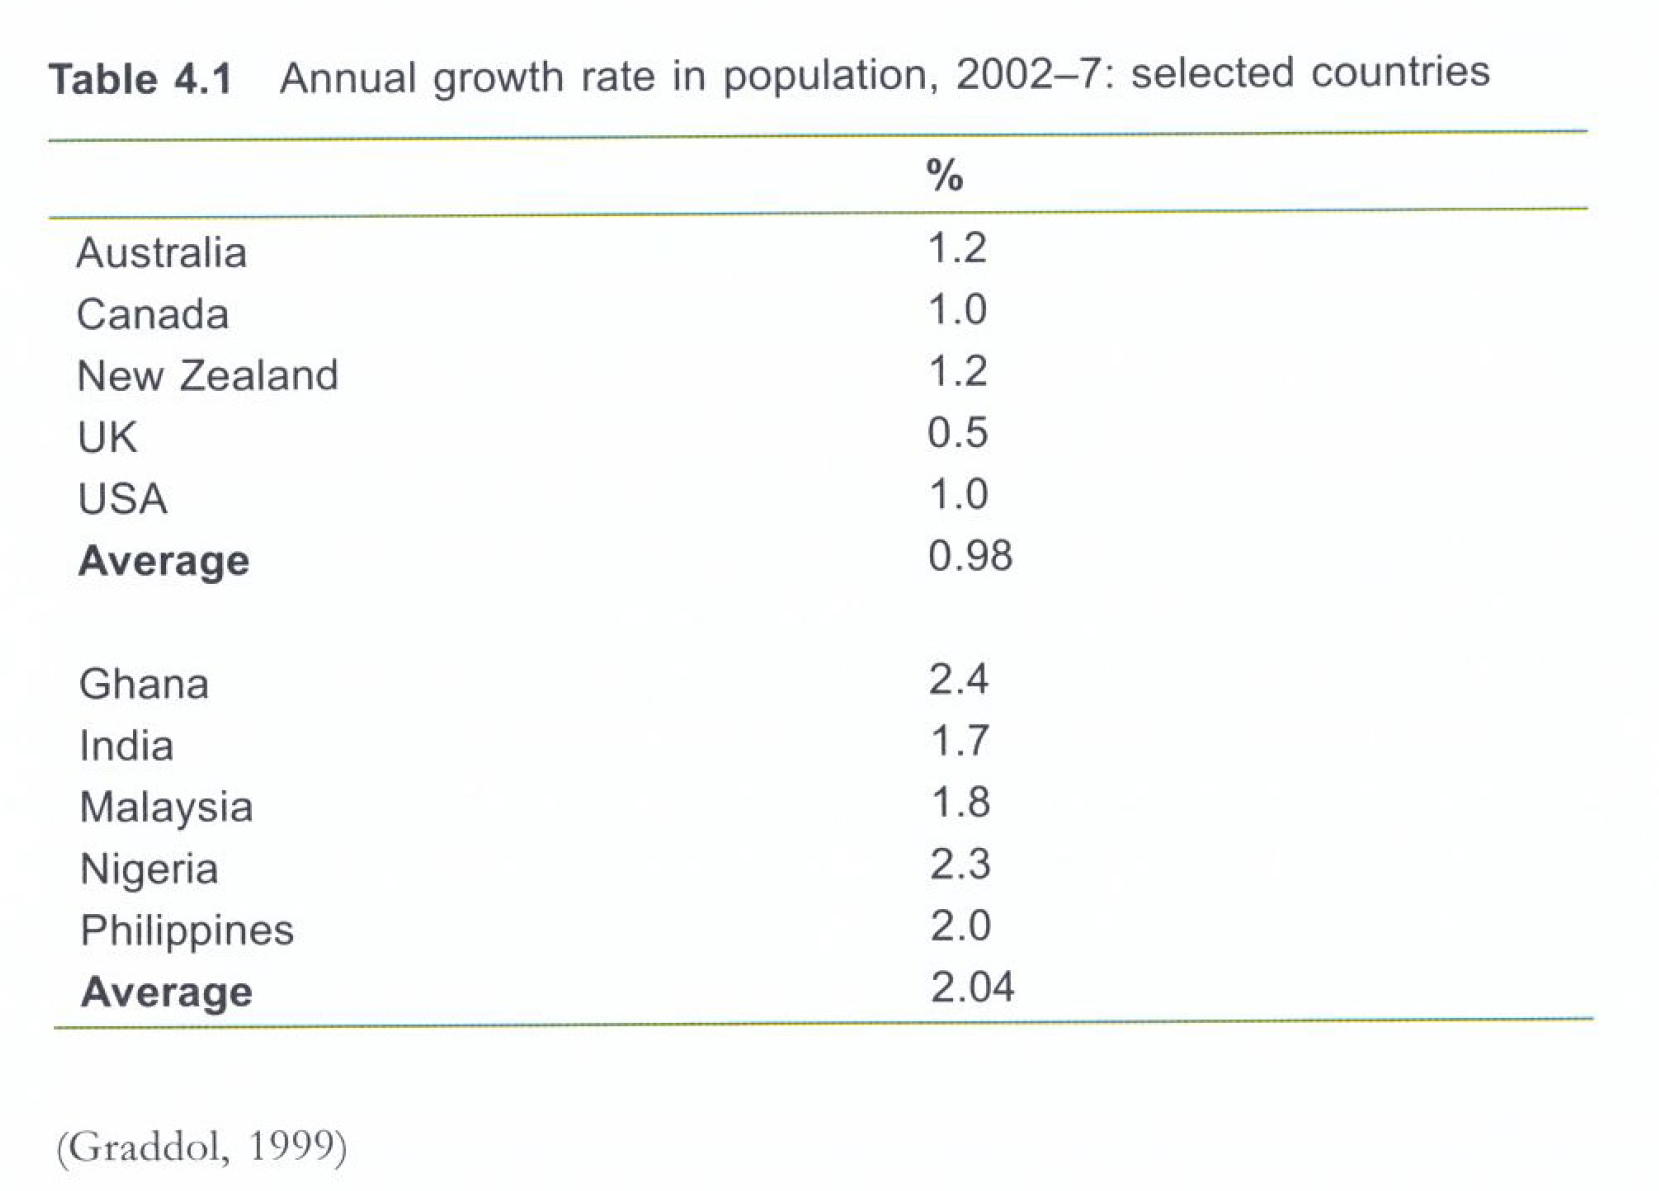 Table 4.1 Annual growth rate in population, 2002–7: selected countries
%
Australia 1.2
Canada 1.0
New Zealand 1.2
UK 0.5
USA 1.0
Average 0.98
Ghana 2.4
India 1.7
Malaysia 1.8
Nigeria 2.3
Philippines 2.0
Average 2.04
(Graddol, 1999)